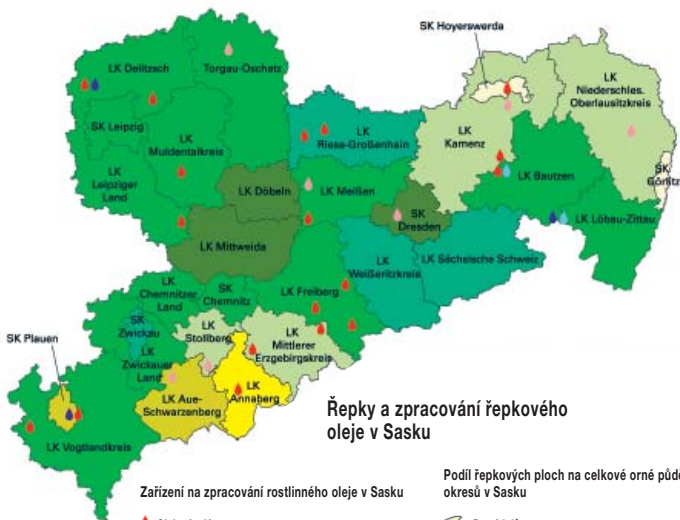 SK Hoyerswerda
LK Delitzsch
Torgau-Oschatz
LK
Niederschles.
Oberlausitzkreis
SK Leipzig
LK
Muldentalkreis
LK
Riesa-Großenhain
LK
Kamenz
SK
Görlitz
LK
Leipziger
Land
LK Döbeln
LK Meißen
LK Bautzen
SK
Dresden
LK Löbau-Zittau
LK Mittweida
LK
Weißeritzkreis
LK Sächsische Schweiz
LK
Chemnitzer
Land
SK
Chemnitz
LK Freiberg
SK
Zwickau
LK
Stollberg
LK
Mittlerer
Erzgebirgskreis
SK Plauen
LK
Zwickauer
Land
LK Aue-
Schwarzenberg
LK
Annaberg
LK Vogtlandkreis
Řepky a zpracování řepkového
oleje v Sasku
Zařízení na zpracování rostlinného oleje v Sasku
Podíl řepkových ploch na celkové orné půdě
okresů v Sasku